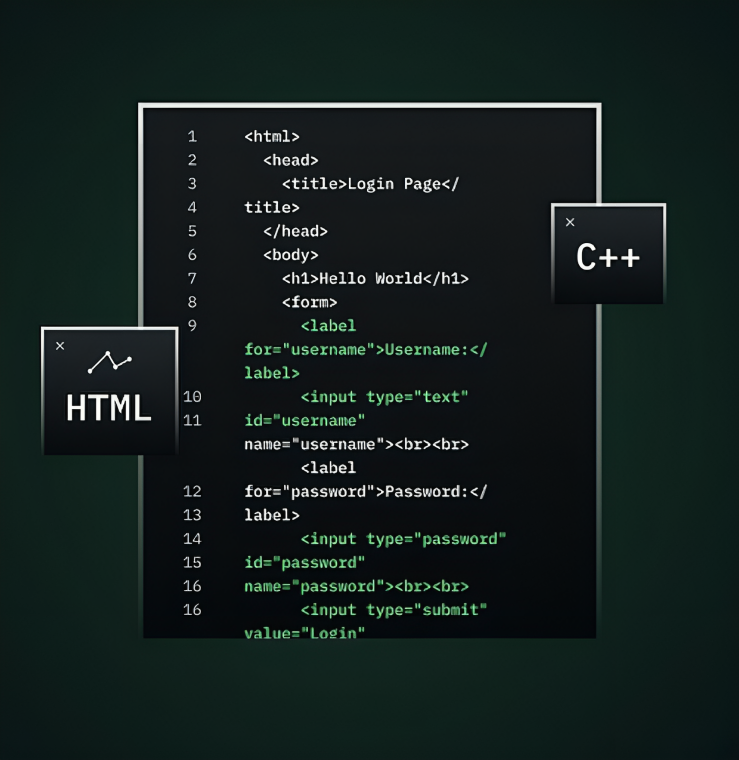 1 <html>
2   <head>
3     <title>Login Page</
4 title>
5   </head>
6   <body>
7     <h1>Hello World</h1>
8     <form>
9       <label
for="username">Username:</
label>
10       <input type="text"
11 id="username"
name="username"><br><br>
      <label
12 for="password">Password:</
13 label>
14       <input type="password"
15 id="password"
16 name="password"><br><br>
16       <input type="submit"
value="Login"
× C++
×
HTML